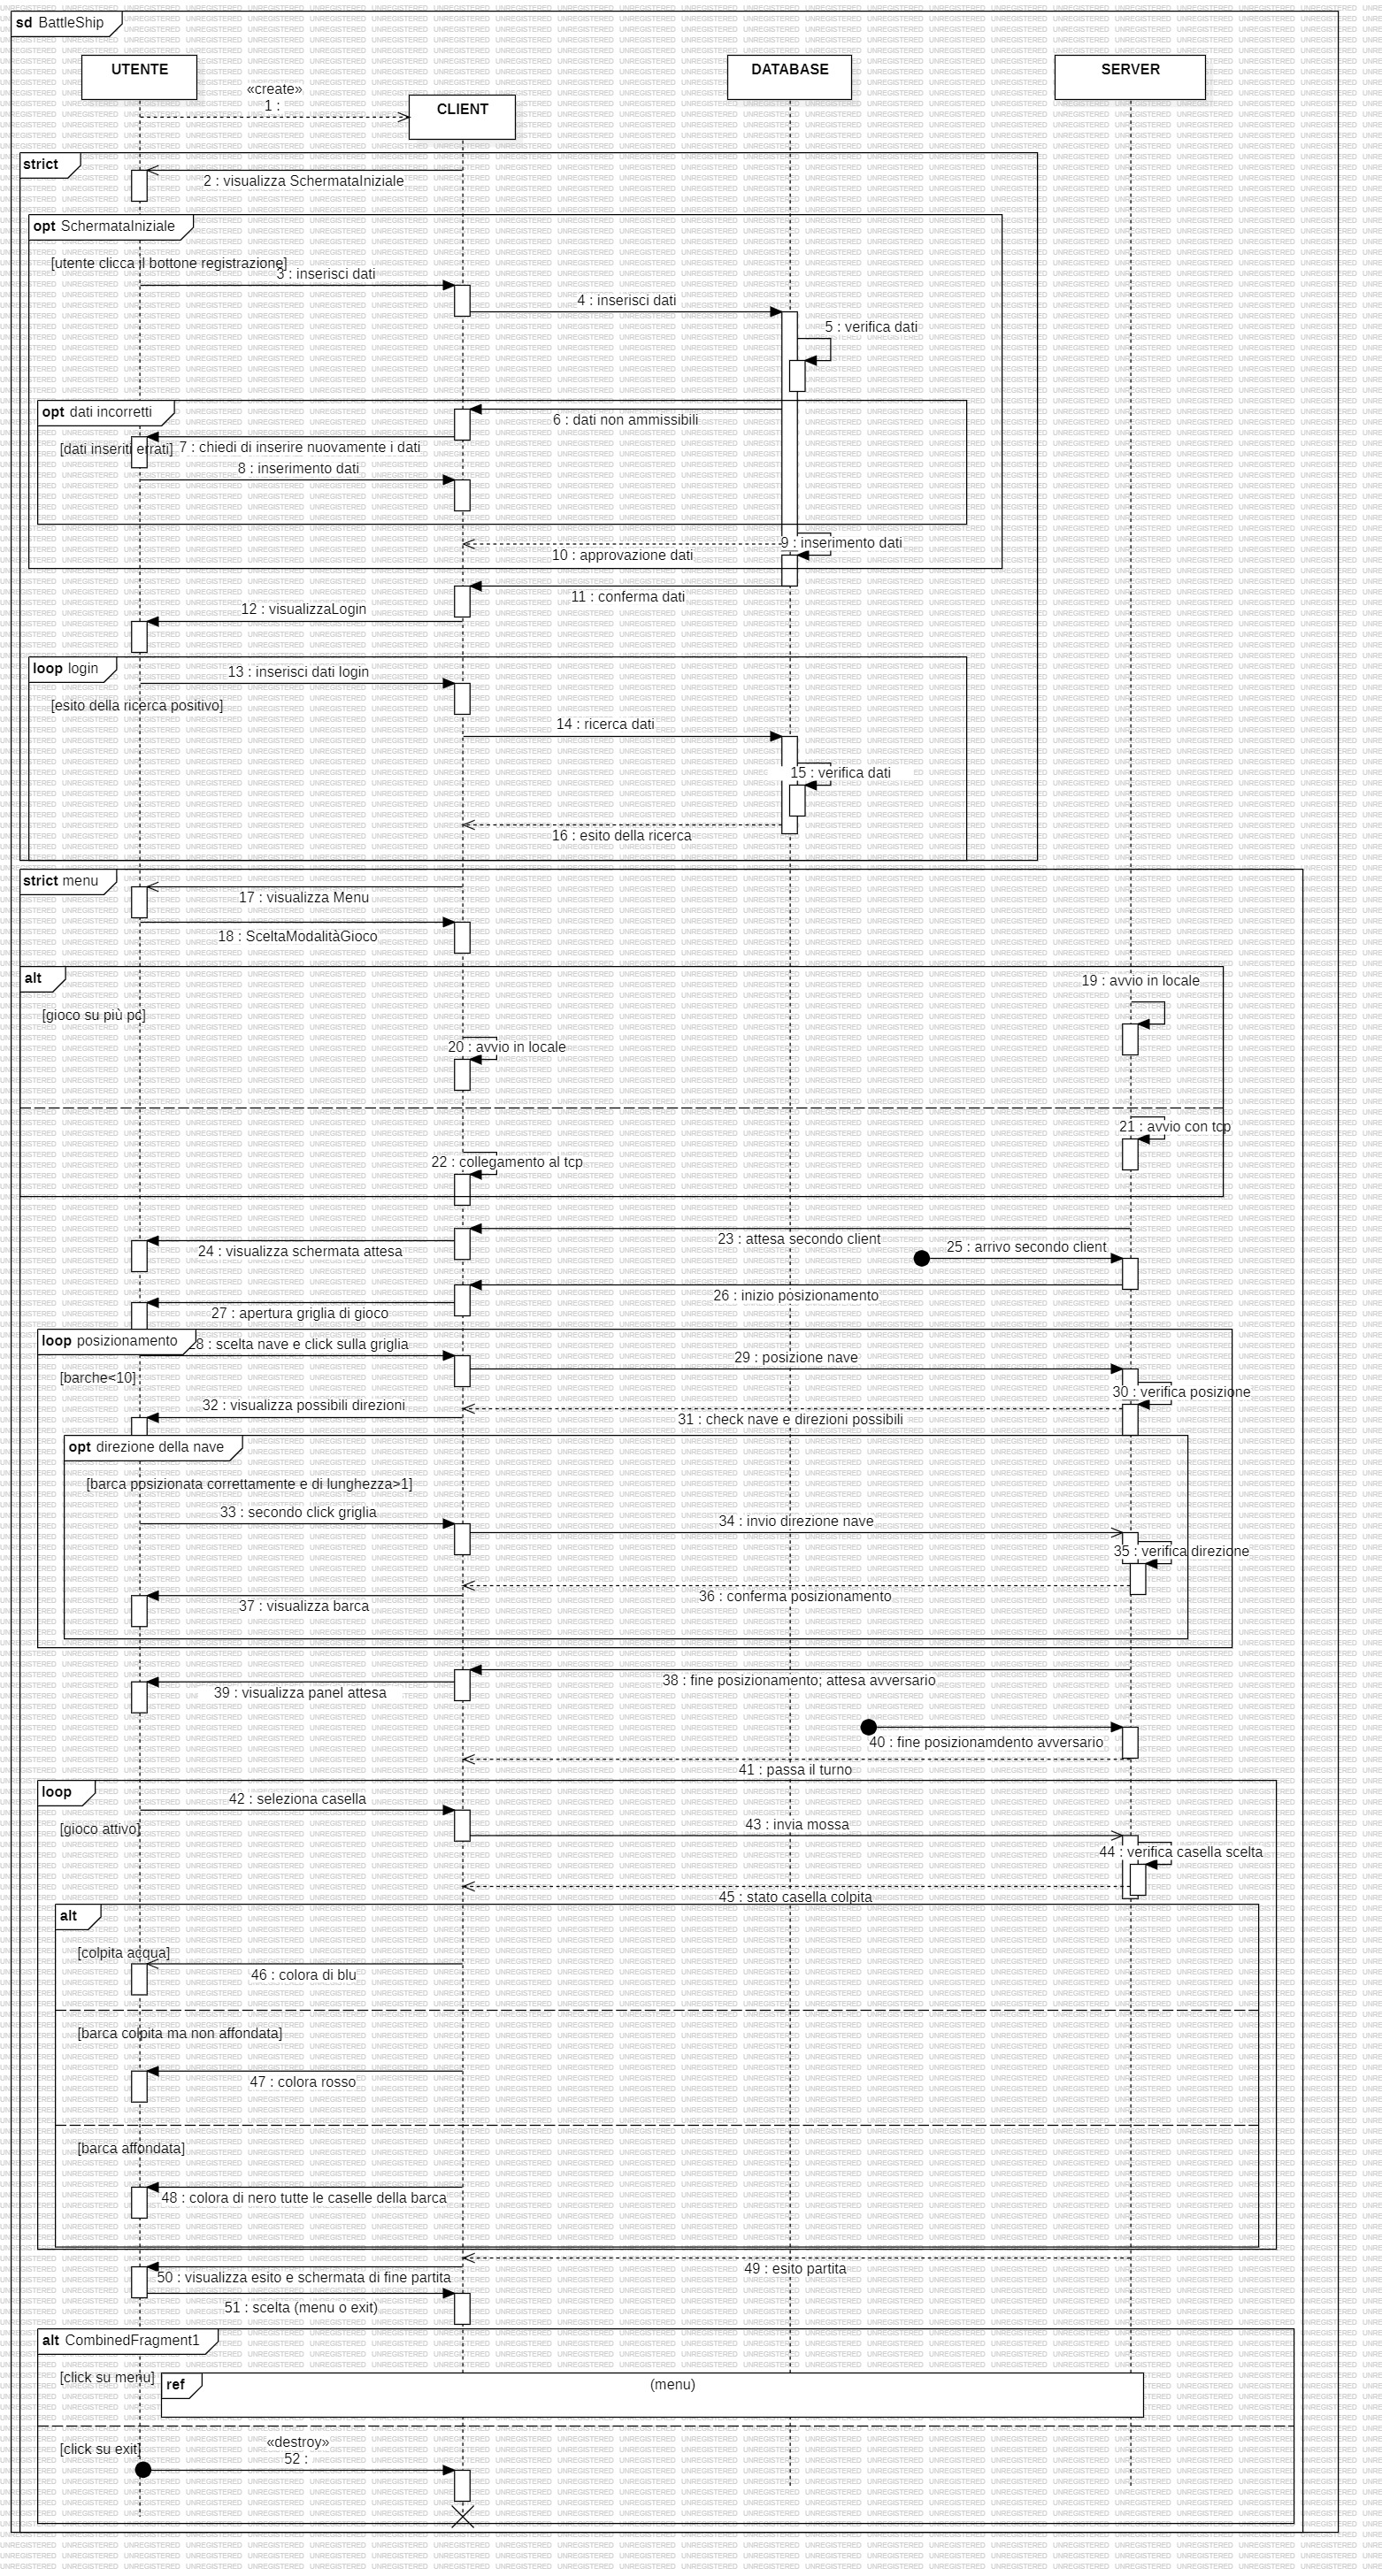 sd BattleShip
UTENTE
DATABASE
SERVER
«create»
1 :
CLIENT
strict
2 : visualizza SchermataIniziale
opt SchermataIniziale
[utente clicca il bottone registrazione]
3 : inserisci dati
4 : inserisci dati
5 : verifica dati
opt dati incorretti
6 : dati non ammissibili
[dati inseriti errati]
7 : chiedi di inserire nuovamente i dati
8 : inserimento dati
9 : inserimento dati
10 : approvazione dati
11 : conferma dati
12 : visualizzaLogin
loop login
13 : inserisci dati login
[esito della ricerca positivo]
14 : ricerca dati
15 : verifica dati
16 : esito della ricerca
strict menu
17 : visualizza Menu
18 : SceltaModalitàGioco
alt
19 : avvio in locale
[gioco su più pc]
20 : avvio in locale
21 : avvio con tcp
22 : collegamento al tcp
23 : attesa secondo client
24 : visualizza schermata attesa
25 : arrivo secondo client
26 : inizio posizionamento
27 : apertura griglia di gioco
loop posizionamento
28 : scelta nave e click sulla griglia
29 : posizione nave
[barche<10]
30 : verifica posizione
32 : visualizza possibili direzioni
31 : check nave e direzioni possibili
opt direzione della nave
[barca posizionata correttamente e di lunghezza>1]
33 : secondo click griglia
34 : invio direzione nave
35 : verifica direzione
36 : conferma posizionamento
37 : visualizza barca
38 : fine posizionamento; attesa avversario
39 : visualizza panel attesa
40 : fine posizionamdento avversario
41 : passa il turno
loop
42 : seleziona casella
[gioco attivo]
43 : invia mossa
44 : verifica casella scelta
45 : stato casella colpita
alt
[colpita acqua]
46 : colora di blu
[barca colpita ma non affondata]
47 : colora rosso
[barca affondata]
48 : colora di nero tutte le caselle della barca
49 : esito partita
50 : visualizza esito e schermata di fine partita
51 : scelta (menu o exit)
alt CombinedFragment1
[click su menu]
ref
(menu)
[click su exit]
«destroy»
52 :